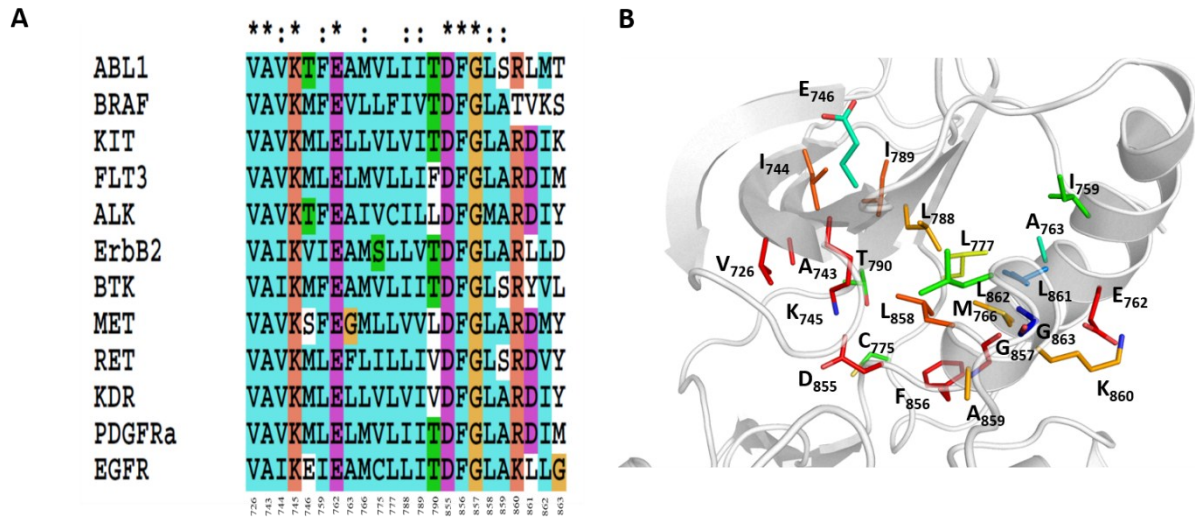 A
B
**:* :* : :: ***::
ABL1 VAVKTFEAMVLIITDFGLSRLMT
BRAF VAVKMFEVLLFIVTDFGLATVKS
KIT VAVKMLELLVLVITDFGLARDIK
FLT3 VAVKMLELMVLLIFDFGLARDIM
ALK VAVKTFEAIVCILLDFGMARDIY
ErbB2 VAIKVIEAMSLLVTDFGLARLLD
BTK VAVKMFEAMVLIITDFGLSRYVL
MET VAVKSFEGMLLVVLDFGLARDMY
RET VAVKMLEFLILLIVDFGLSRDVY
KDR VAVKMLELLVLVIVDFGLARDIY
PDGFRa VAVKMLELMVLIITDFGLARDIM
EGFR VAIKEIEAMCLLITDFGLAKLLG
726 743 744 745 746 759 762 763 766 775 777 788 789 790 855 856 857 858 859 860 861 862 863
E746
I744
I789
I759
L788
A763
L777
V726
A743
T790
L862
L861
E762
K745
L858
M766
G863
G857
C775
D855
F856
A859
K860